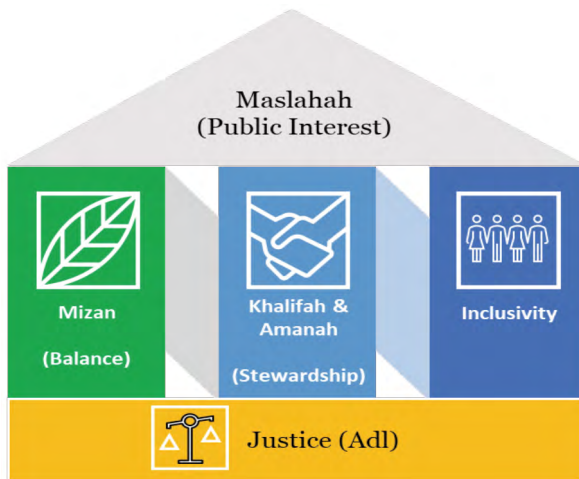 Maslahah
(Public Interest)
Mizan
(Balance)
Khalifah &
Amanah
(Stewardship)
Inclusivity
Justice (Adl)